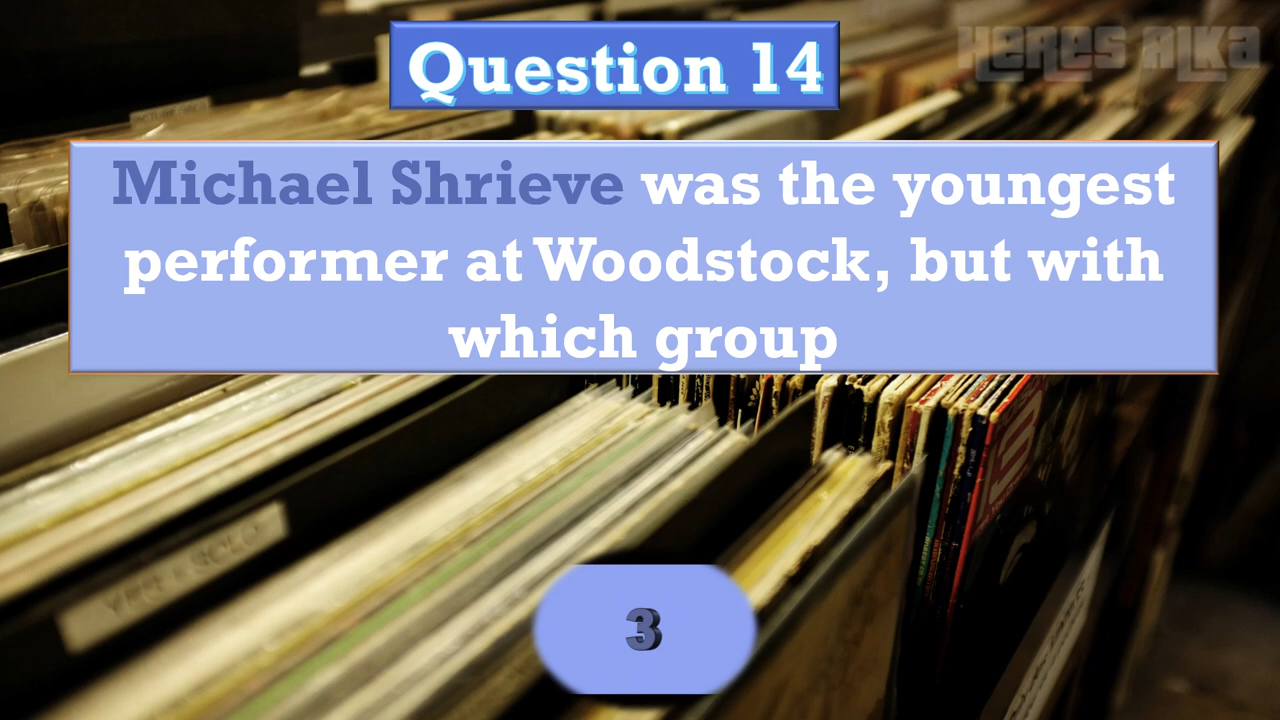 HERES ALKA
Question 14
Michael Shrieve was the youngest
performer at Woodstock, but with
which group
3